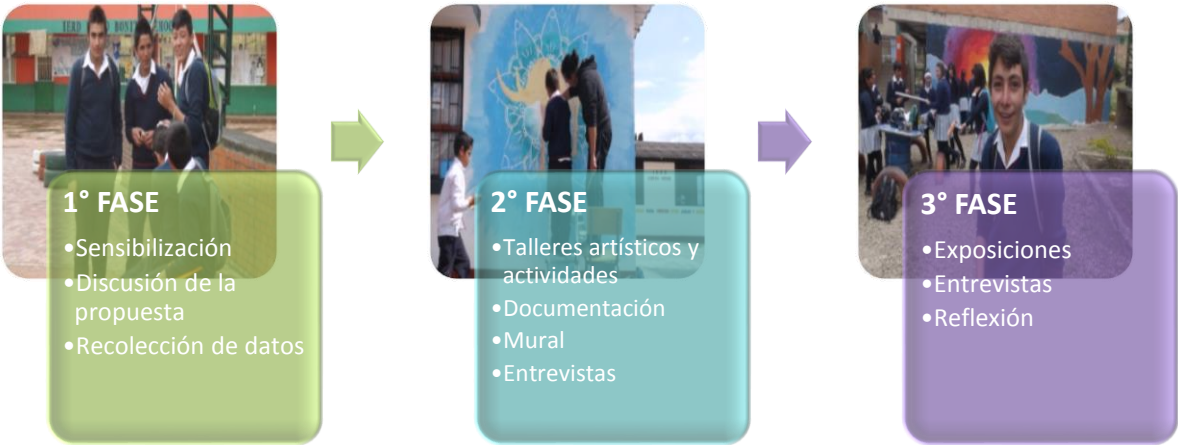 1° FASE
•Sensibilización
•Discusión de la
propuesta
•Recolección de datos
2° FASE
•Talleres artísticos y
actividades
•Documentación
•Mural
•Entrevistas
3° FASE
•Exposiciones
•Entrevistas
•Reflexión